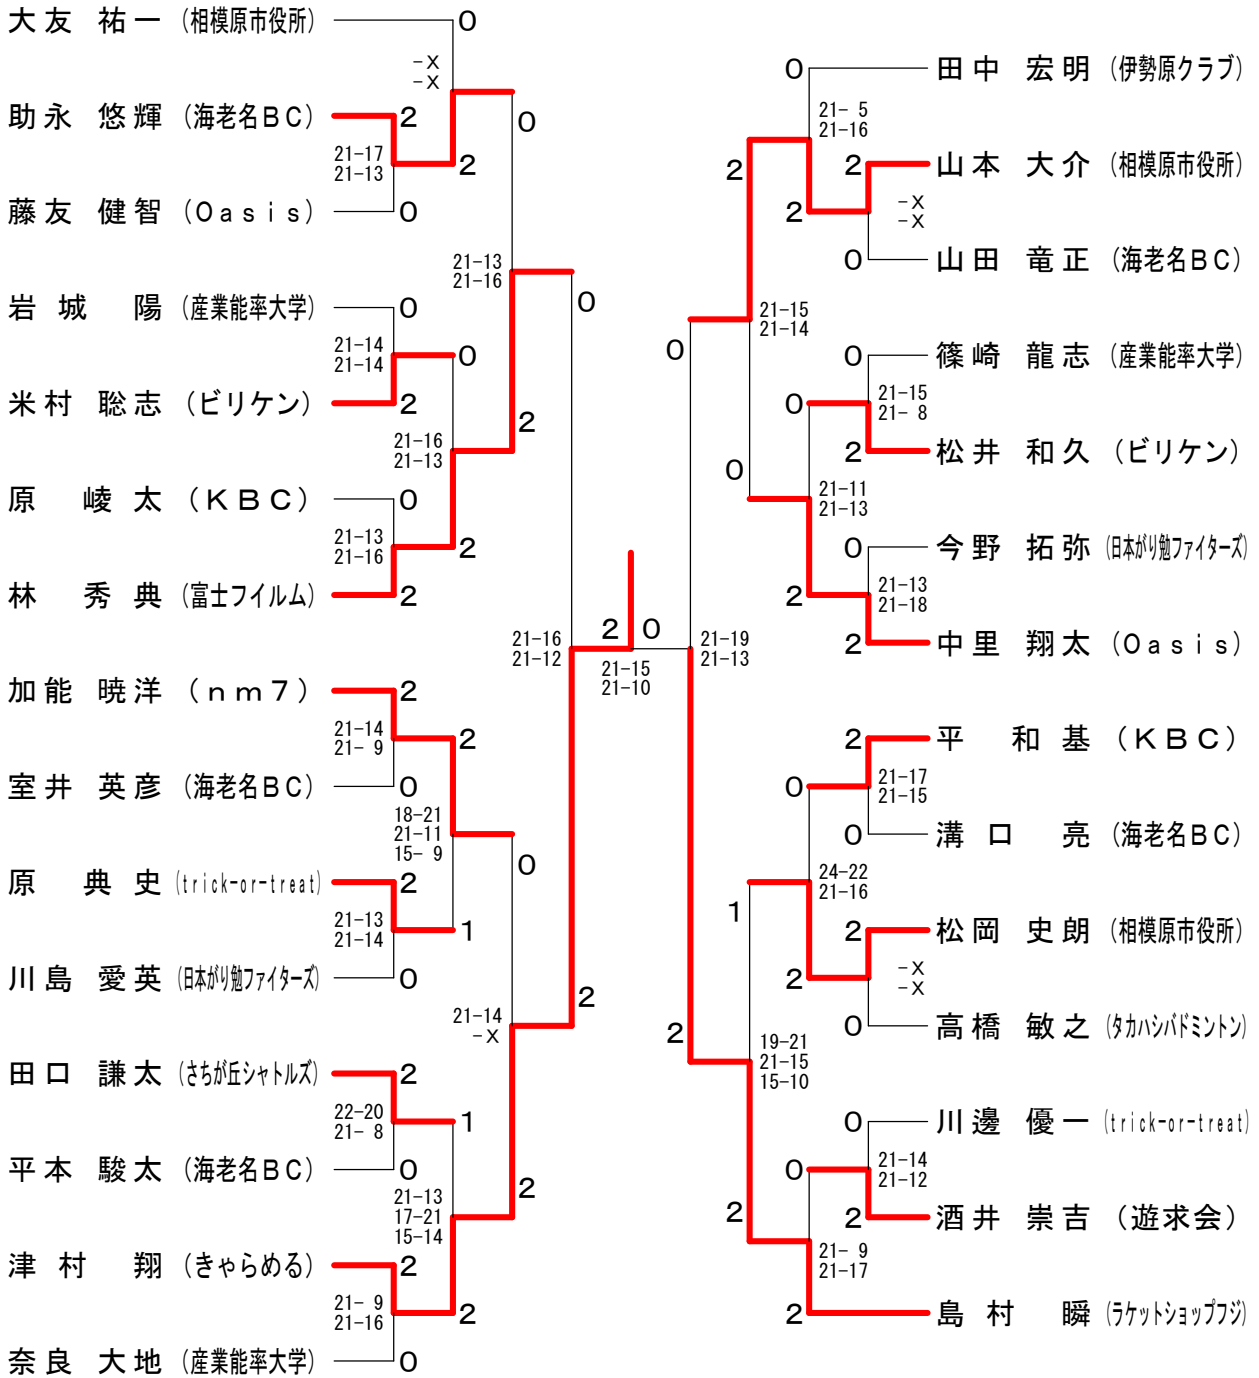 大友 祐一 (相模原市役所) 0
-X
-X
助永 悠輝 (海老名BC) 2
0
21-17
21-13
2
藤友 健智 (Oasis) 0
21-13
21-16
岩城 陽 (産業能率大学) 0
0
21-14
21-14
0
米村 聡志 (ビリケン) 2
2
21-16
21-13
原 崚太 (KBC) 0
21-13
21-16
2
林 秀典 (富士フイルム) 2
21-16
21-12
加能 暁洋 (nm7) 2
21-14
21- 9
2
室井 英彦 (海老名BC) 0
18-21
21-11
15- 9
0
原 典史 (trick-or-treat) 2
21-13
21-14
1
川島 愛英 (日本がり勉ファイターズ) 0
2
21-14
-X
田口 謙太 (さちが丘シャトルズ) 2
22-20
21- 8
1
平本 駿太 (海老名BC) 0
2
21-13
17-21
15-14
津村 翔 (きゃらめる) 2
21- 9
21-16
2
奈良 大地 (産業能率大学) 0
2 0
21-15
21-10
0 田中 宏明 (伊勢原クラブ)
21- 5
21-16
2
2 山本 大介 (相模原市役所)
2
-X
-X
0 山田 竜正 (海老名BC)
21-15
21-14
0
0 篠崎 龍志 (産業能率大学)
21-15
21- 8
0
2 松井 和久 (ビリケン)
0
21-11
21-13
0 今野 拓弥 (日本がり勉ファイターズ)
21-13
21-18
2
2 中里 翔太 (Oasis)
21-19
21-13
2 平 和基 (KBC)
21-17
21-15
0
0 溝口 亮 (海老名BC)
24-22
21-16
1
2 松岡 史朗 (相模原市役所)
-X
-X
2
0 高橋 敏之 (タカハシバドミントン)
2
19-21
21-15
15-10
0 川邊 優一 (trick-or-treat)
21-14
21-12
0
2 酒井 崇吉 (遊求会)
2
21- 9
21-17
2 島村 瞬 (ラケットショップフジ)